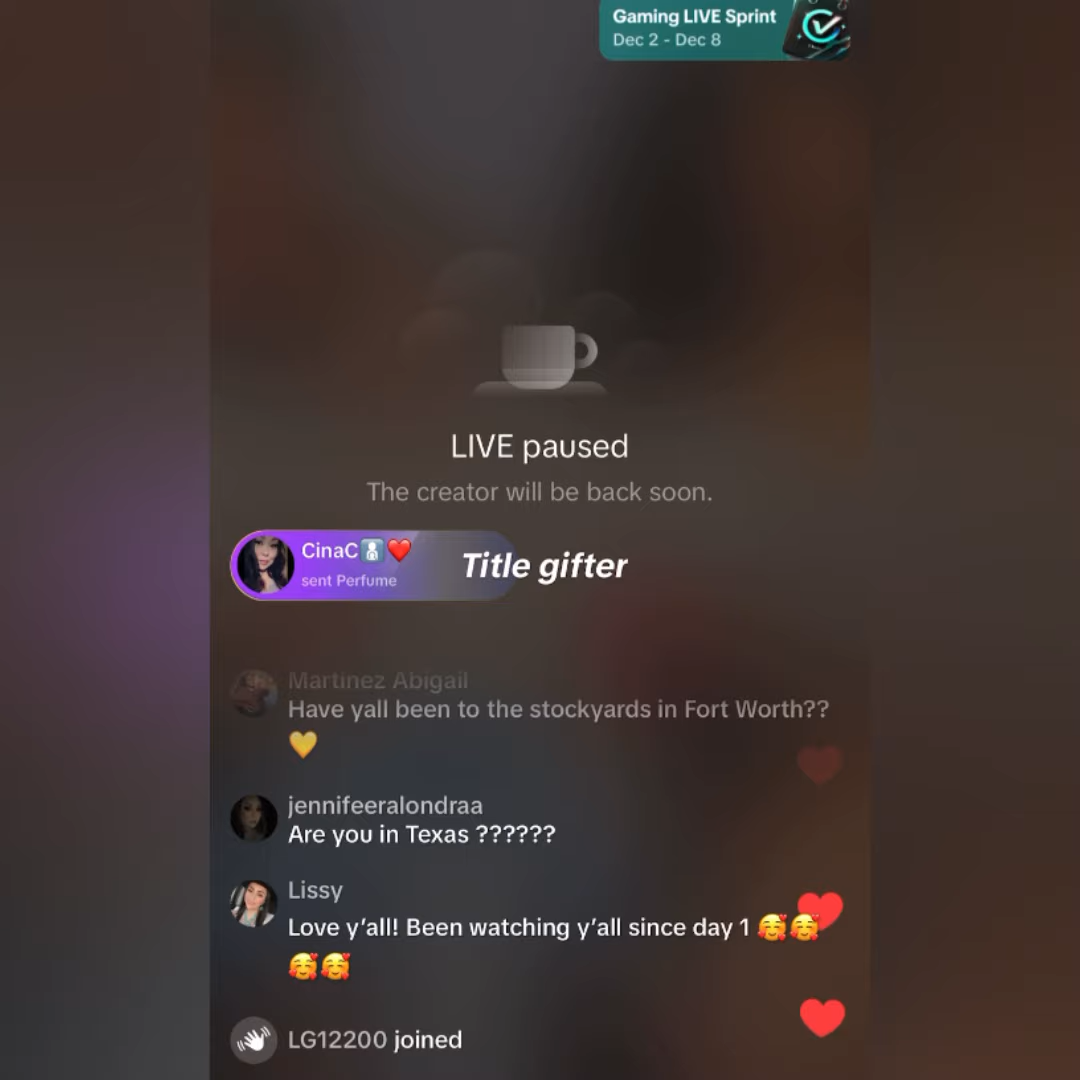 Gaming LIVE Sprint
Dec 2 - Dec 8
LIVE paused
The creator will be back soon.
CinaC
sent Perfume
Title gifter
Martinez Abigail
Have yall been to the stockyards in Fort Worth??
💛
jennifeeralondraa
Are you in Texas ??????
Lissy
Love y’all! Been watching y’all since day 1 🥰🥰
🥰🥰
LG12200 joined